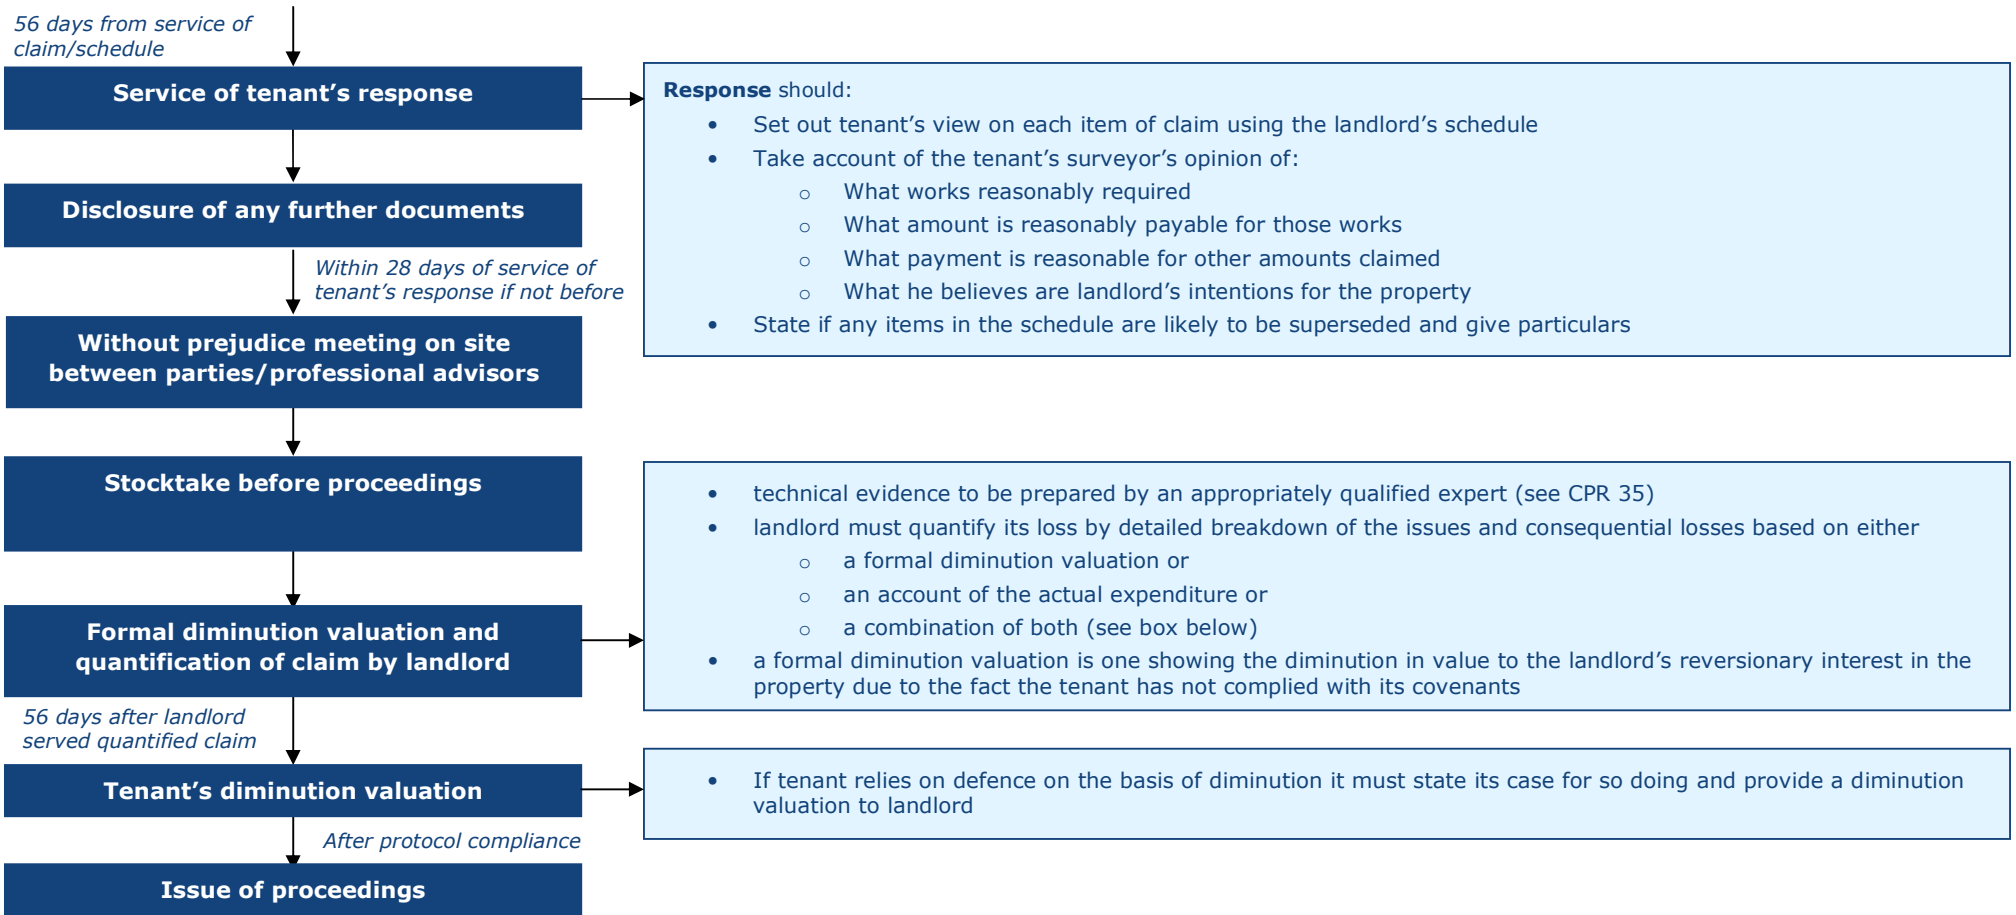 56 days from service of
claim/schedule
Service of tenant’s response
Response should:
• Set out tenant’s view on each item of claim using the landlord’s schedule
• Take account of the tenant’s surveyor’s opinion of:
o What works reasonably required
o What amount is reasonably payable for those works
o What payment is reasonable for other amounts claimed
o What he believes are landlord’s intentions for the property
• State if any items in the schedule are likely to be superseded and give particulars
Disclosure of any further documents
Within 28 days of service of
tenant’s response if not before
Without prejudice meeting on site
between parties/professional advisors
Stocktake before proceedings
Formal diminution valuation and
quantification of claim by landlord
• technical evidence to be prepared by an appropriately qualified expert (see CPR 35)
• landlord must quantify its loss by detailed breakdown of the issues and consequential losses based on either
o a formal diminution valuation or
o an account of the actual expenditure or
o a combination of both (see box below)
• a formal diminution valuation is one showing the diminution in value to the landlord’s reversionary interest in the
property due to the fact the tenant has not complied with its covenants
56 days after landlord
served quantified claim
Tenant’s diminution valuation
• If tenant relies on defence on the basis of diminution it must state its case for so doing and provide a diminution
valuation to landlord
After protocol compliance
Issue of proceedings